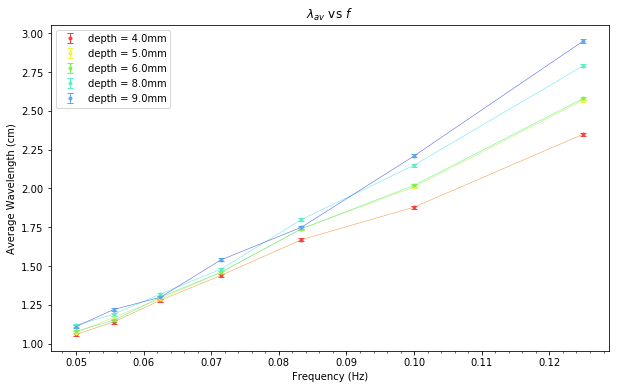 λav vs f
depth = 4.0mm
depth = 5.0mm
depth = 6.0mm
depth = 8.0mm
depth = 9.0mm
3.00
2.75
2.50
2.25
2.00
1.75
1.50
1.25
1.00
Average Wavelength (cm)
0.05 0.06 0.07 0.08 0.09 0.10 0.11 0.12
Frequency (Hz)